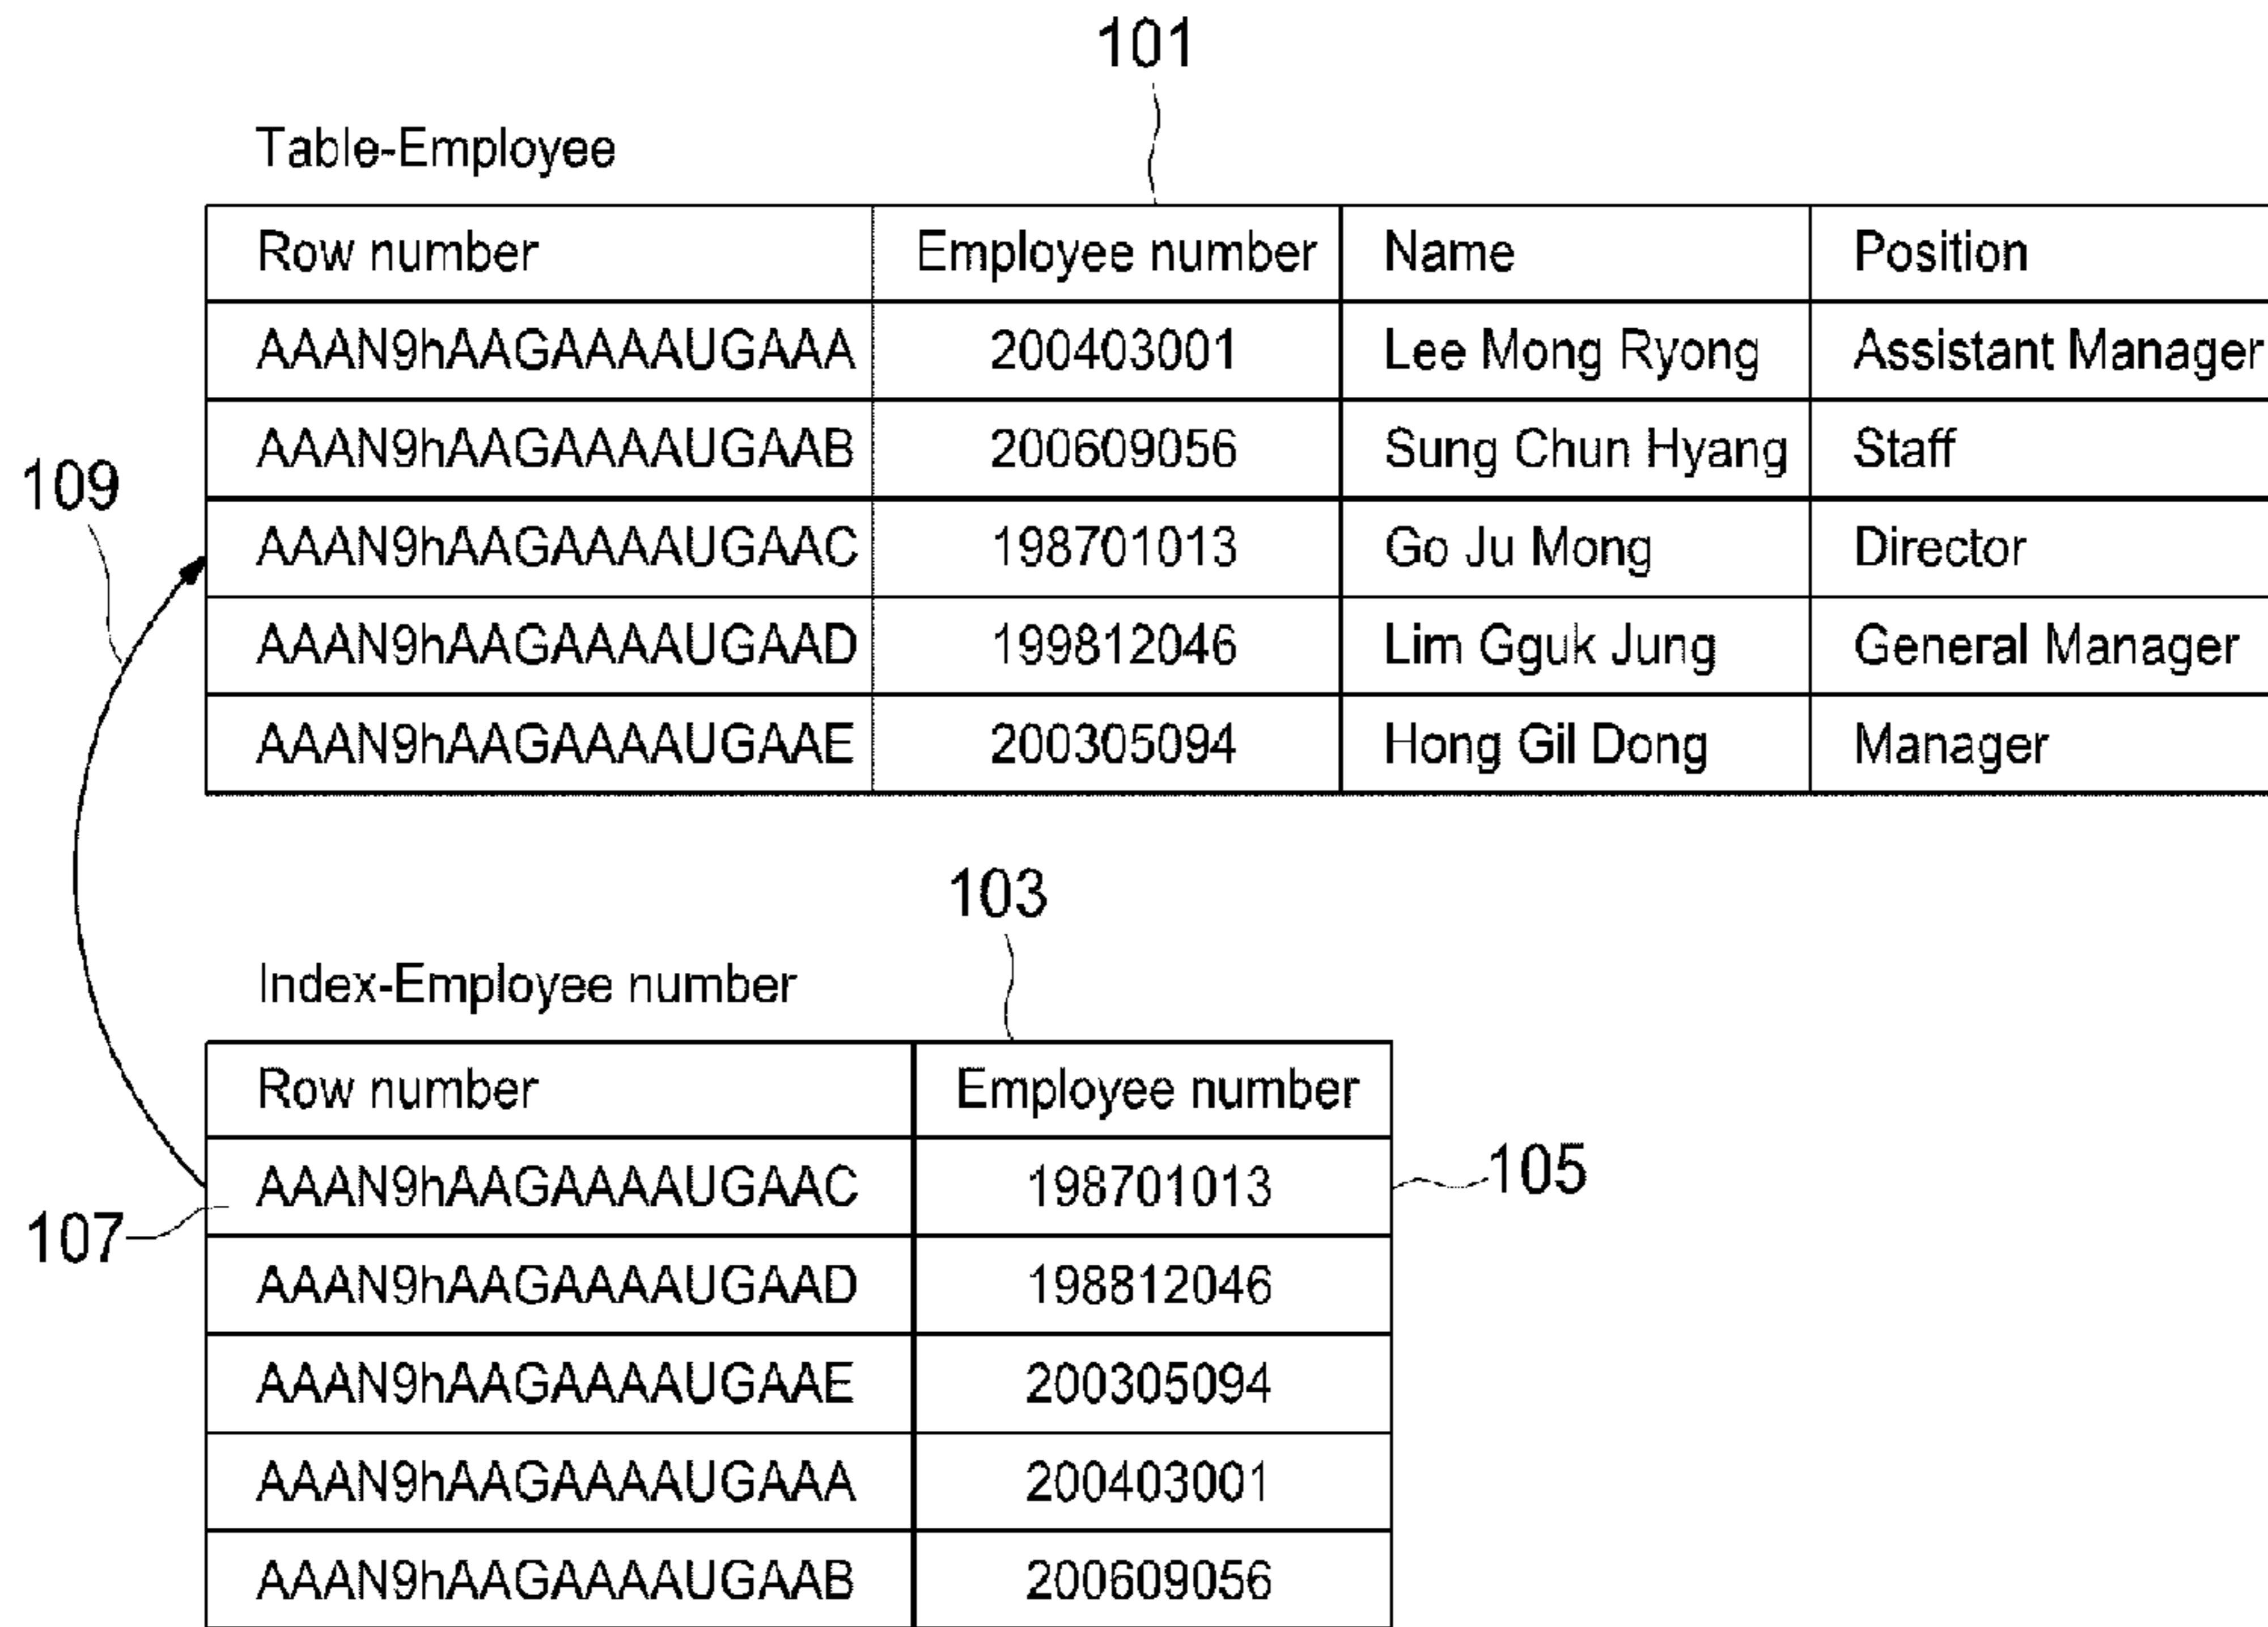 101
Table-Employee
Row number Employee number Name Position
AAAN9hAAGAAAAUGAAA 200403001 Lee Mong Ryong Assistant Manager
AAAN9hAAGAAAAUGAAB 200609056 Sung Chun Hyang Staff
109
AAAN9hAAGAAAAUGAAC 198701013 Go Ju Mong Director
AAAN9hAAGAAAAUGAAD 199812046 Lim Gguk Jung General Manager
AAAN9hAAGAAAAUGAAE 200305094 Hong Gil Dong Manager
103
Index-Employee number
Row number Employee number
AAAN9hAAGAAAAUGAAC 198701013 105
107
AAAN9hAAGAAAAUGAAD 198812046
AAAN9hAAGAAAAUGAAE 200305094
AAAN9hAAGAAAAUGAAA 200403001
AAAN9hAAGAAAAUGAAB 200609056